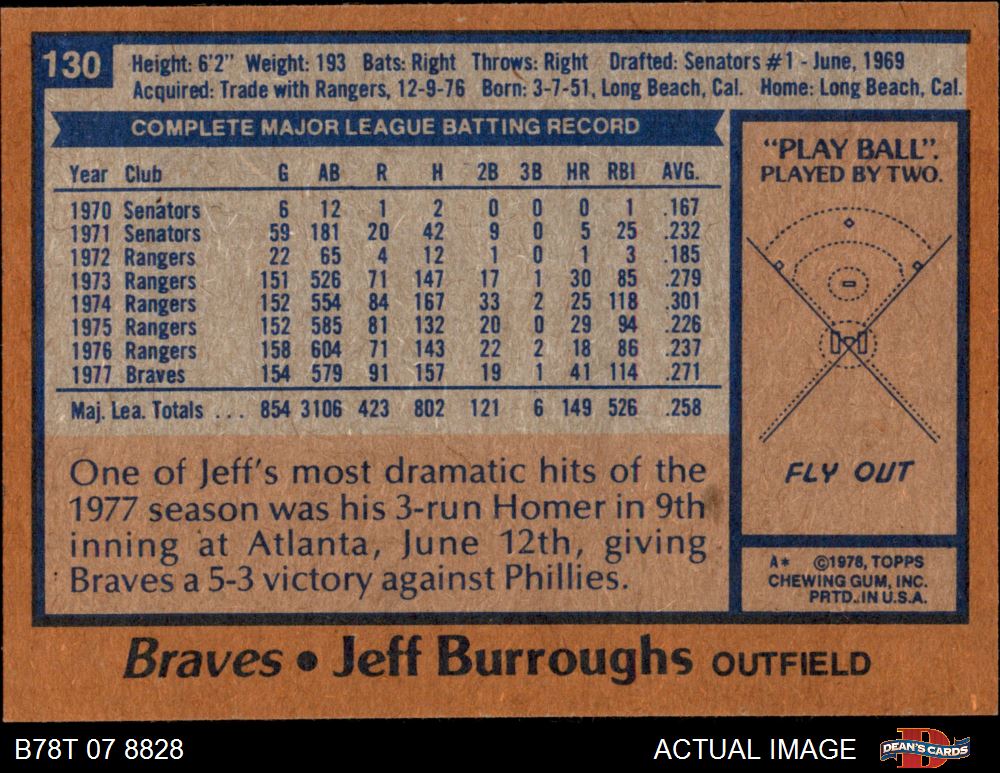 130
Height: 6'2" Weight: 193 Bats: Right Throws: Right Drafted: Senators #1 - June, 1969
Acquired: Trade with Rangers, 12-9-76 Born: 3-7-51, Long Beach, Cal. Home: Long Beach, Cal.
COMPLETE MAJOR LEAGUE BATTING RECORD
Year Club G AB R H 2B 3B HR RBI AVG.
1970 Senators 6 12 1 2 0 0 0 1 .167
1971 Senators 59 181 20 42 9 0 5 25 .232
1972 Rangers 22 65 4 12 1 0 1 3 .185
1973 Rangers 151 526 71 147 17 1 30 85 .279
1974 Rangers 152 554 84 167 33 2 25 118 .301
1975 Rangers 152 585 81 132 20 0 29 94 .226
1976 Rangers 158 604 71 143 22 2 18 86 .237
1977 Braves 154 579 91 157 19 1 41 114 .271
Maj. Lea. Totals ... 854 3106 423 802 121 6 149 526 .258
One of Jeff's most dramatic hits of the
1977 season was his 3-run Homer in 9th
inning at Atlanta, June 12th, giving
Braves a 5-3 victory against Phillies.
"PLAY BALL".
PLAYED BY TWO.
FLY OUT
A* ©1978, TOPPS
CHEWING GUM, INC.
PRTD. IN U.S.A.
Braves • Jeff Burroughs OUTFIELD
B78T 07 8828
ACTUAL IMAGE
DEAN'S CARDS